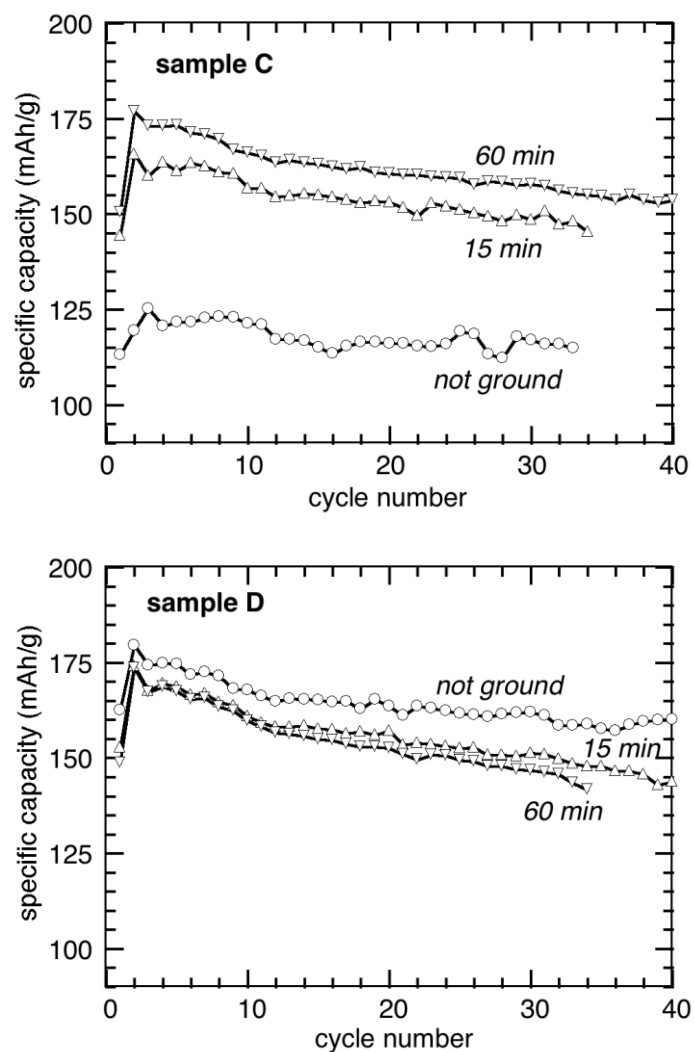 200
sample C
175
60 min
150
15 min
125
not ground
100
specific capacity (mAh/g)
0 10 20 30 40
cycle number
200
sample D
175
not ground
150
15 min
60 min
125
100
specific capacity (mAh/g)
0 10 20 30 40
cycle number